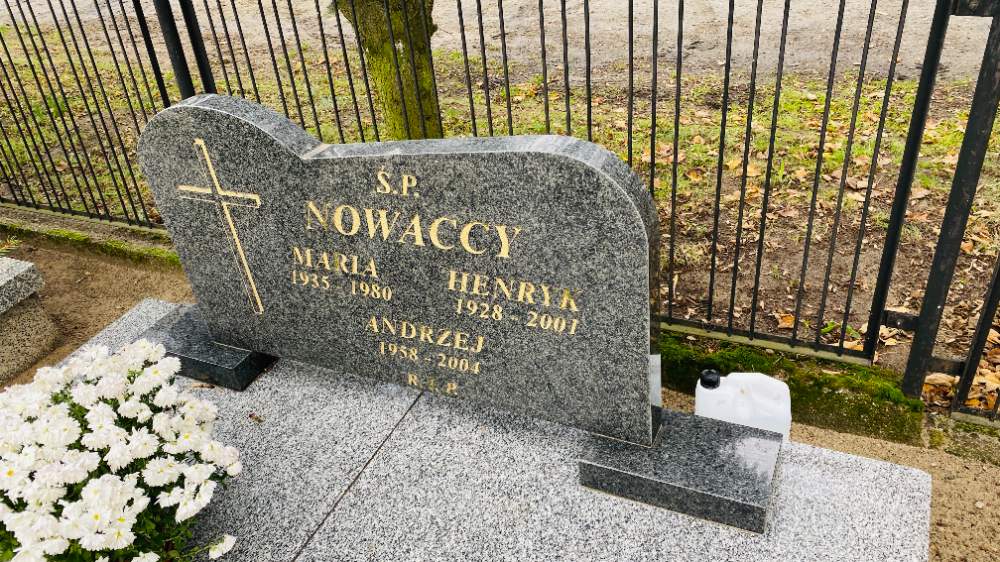 Ś.P.
NOWACCY
MARIA HENRYK
1935 - 1980 1928 - 2001
ANDRZEJ
1958 - 2004
R.I.P.